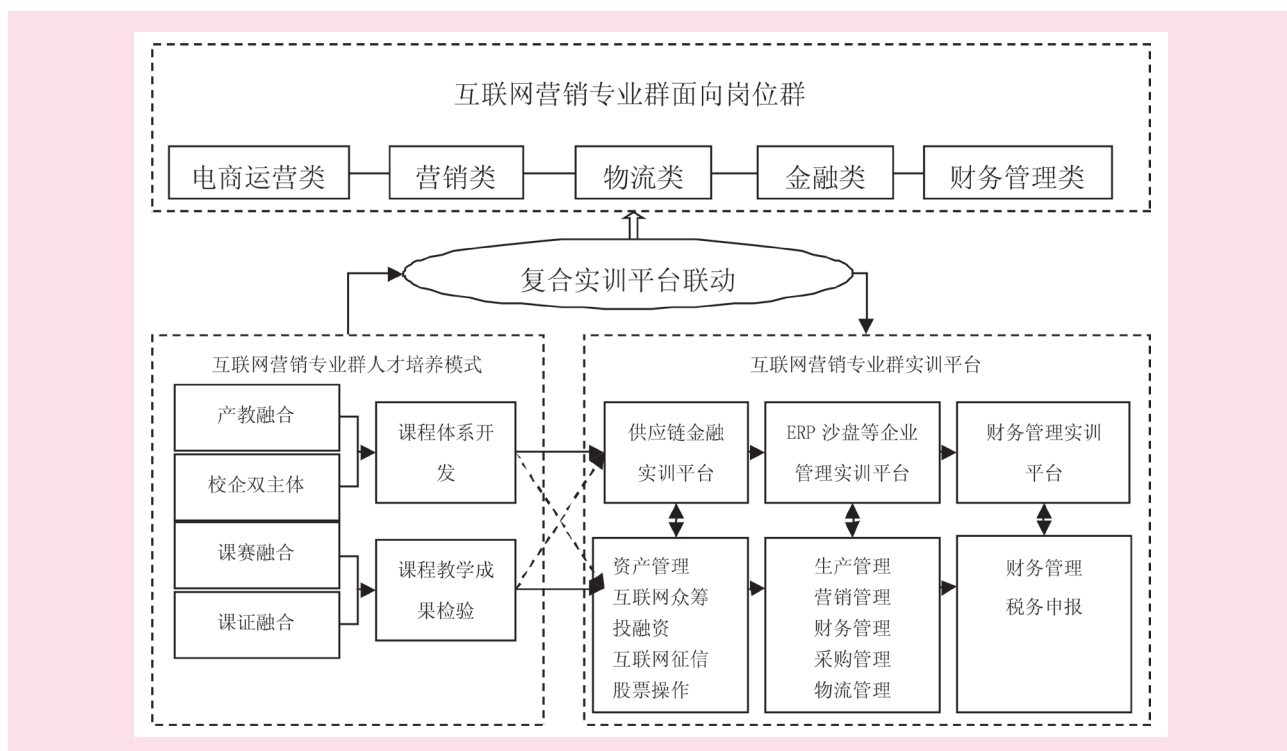 互联网营销专业群面向岗位群
电商运营类
营销类
物流类
金融类
财务管理类
复合实训平台联动
互联网营销专业群人才培养模式
产教融合
校企双主体
课赛融合
课证融合
课程体系开
发
课程教学成
果检验
互联网营销专业群实训平台
供应链金融
实训平台
ERP 沙盘等企业
管理实训平台
财务管理实训
平台
资产管理
互联网众筹
投融资
互联网征信
股票操作
生产管理
营销管理
财务管理
采购管理
物流管理
财务管理
税务申报